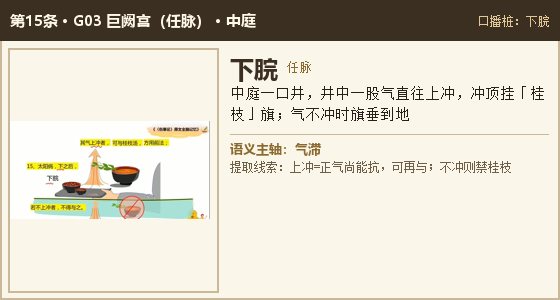 第15条·G03 巨阙宫（任脉）·中庭
口播桩：下脘
《伤寒论》条文主题记忆
其气上冲者，可与桂枝汤，方用前法；
15、太阳病，下之后，
下脘
若不上冲者，不得与之。
下脘 任脉
中庭一口井，井中一股气直往上冲，冲顶挂「桂
枝」旗；气不冲时旗垂到地
语义主轴：气滞
提取线索：上冲=正气尚能抗，可再与；不冲则禁桂枝